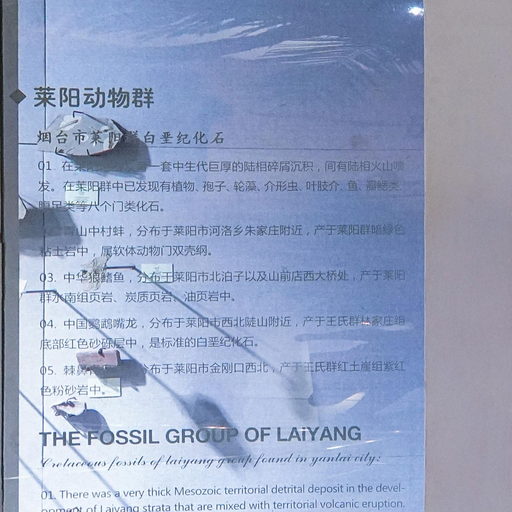 莱阳动物群
烟台市莱阳群白垩纪化石
01. 在莱 一套中生代巨厚的陆相碎屑沉积，间有陆相火山喷
发。在莱阳群中已发现有植物、孢子、轮藻、介形虫、叶肢介、鱼、
腹足类等八个门类化石。
青山中村蚌，分布于莱阳市河洛乡朱家庄附近，产于莱阳群暗绿色
粘土岩中，属软体动物门双壳纲。
03. 中华狼鳍鱼，分布于莱阳市北泊子以及山前店西大桥处，产于莱阳
群水南组页岩、炭质页岩、油页岩中。
04. 中国鹦鹉嘴龙，分布于莱阳市西北陡山附近，产于王氏群林家庄组
底部红色砂砾层中，是标准的白垩纪化石。
05. 棘鼻 分布于莱阳市金刚口西北，产于王氏群红土崖组紫红
色粉砂岩中。
THE FOSSIL GROUP OF LAiYANG
Cretaceous fossils of laiyang group found in yantai city:
01. There was a very thick Mesozoic territorial detrital deposit in the devel-
opment of Laiyang strata that are mixed with territorial volcanic eruption.